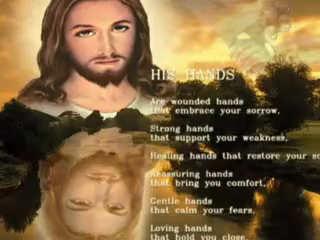 HIS HANDS
Are wounded hands
that embrace your sorrow,
Strong hands
that support your weakness,
Healing hands that restore your so
Reassuring hands
that bring you comfort,
Gentle hands
that calm your fears,
Loving hands
that hold you close,